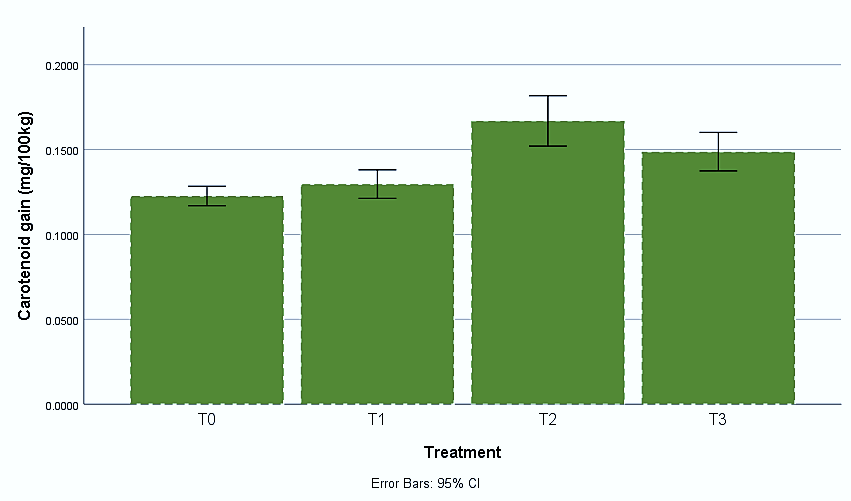 Carotenoid gain (mg/100kg)
0.2000
0.1500
0.1000
0.0500
0.0000
T0 T1 T2 T3
Treatment
Error Bars: 95% CI